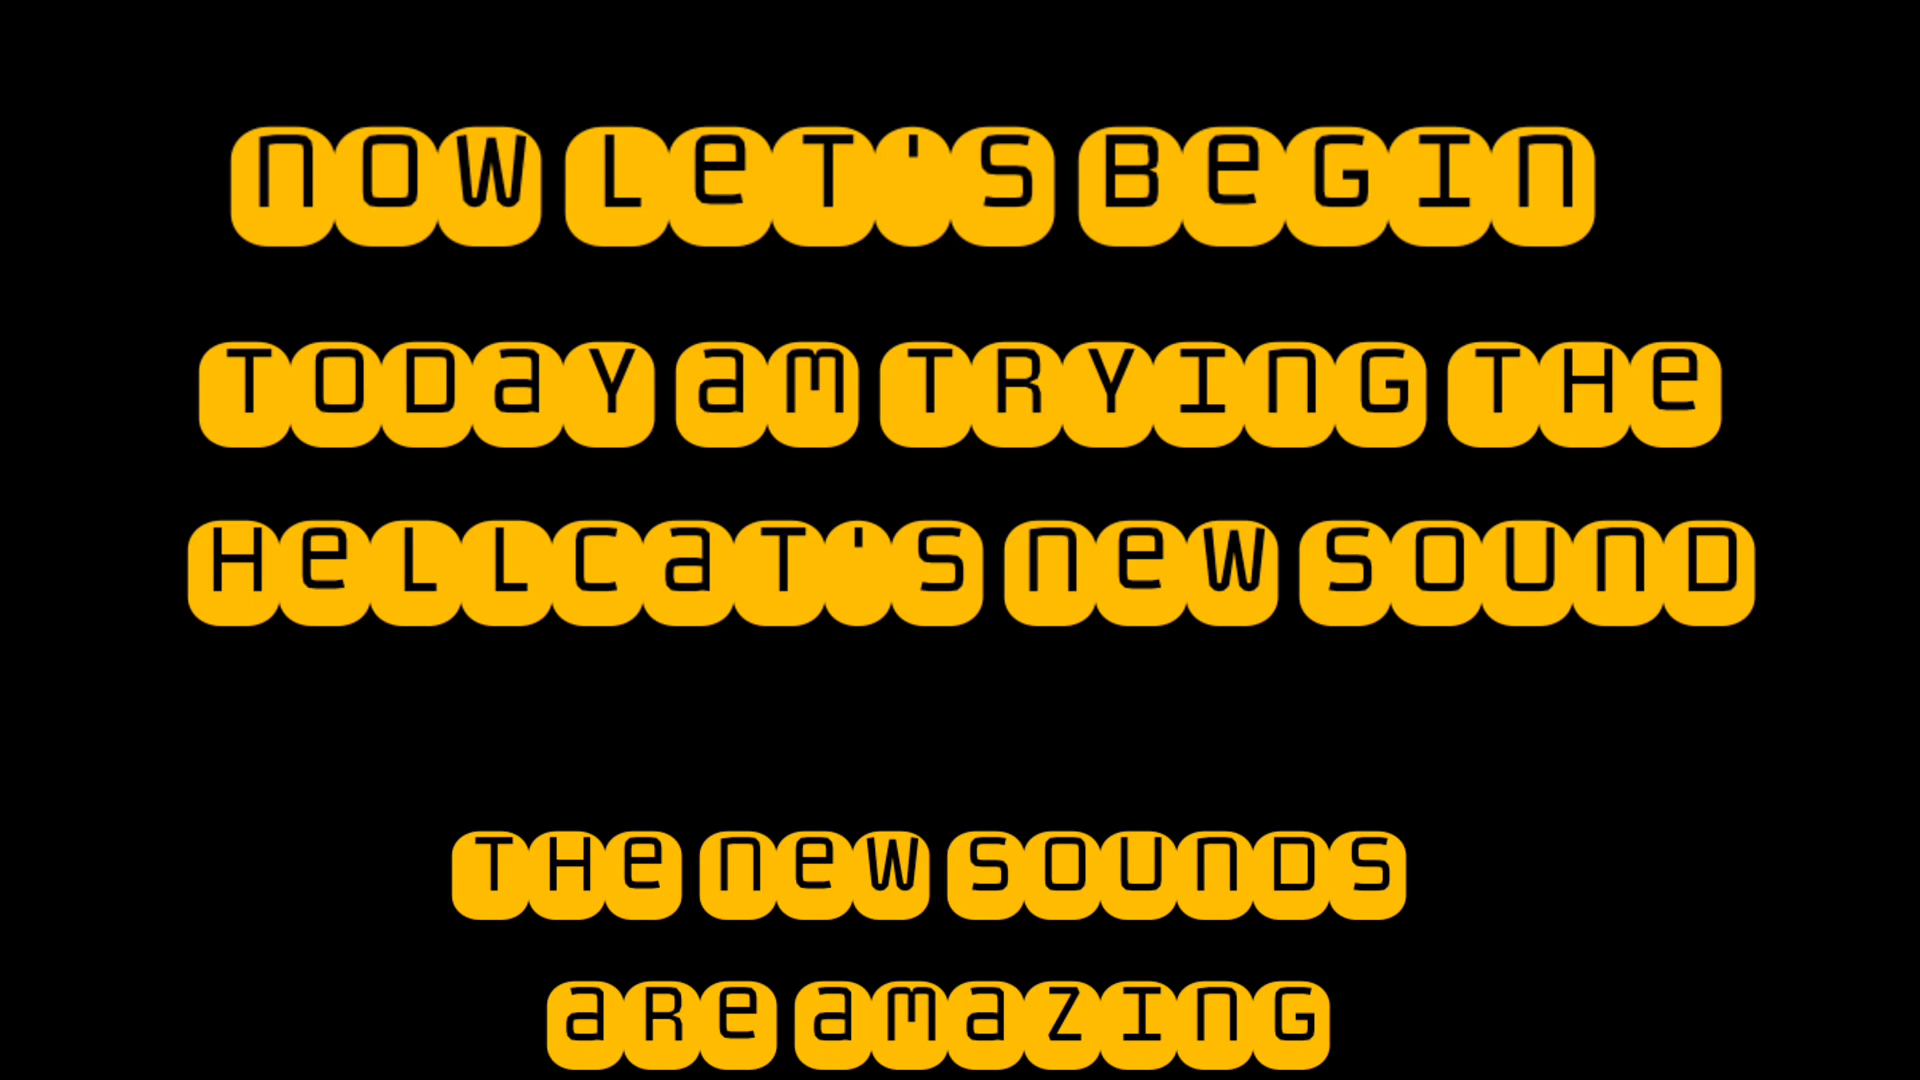 NOW LET'S BEGIN
TODAY AM TRYING THE
HELLCAT'S NEW SOUND
THE NEW SOUNDS
ARE AMAZING